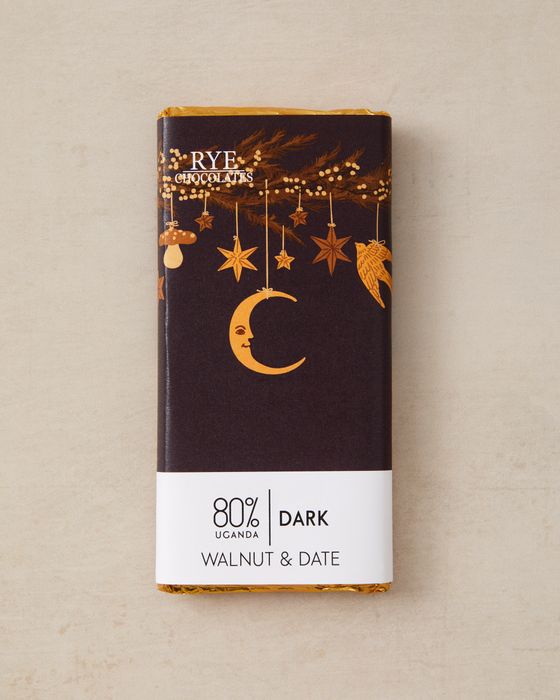 RYE
CHOCOLATES
80% | DARK
UGANDA
WALNUT & DATE